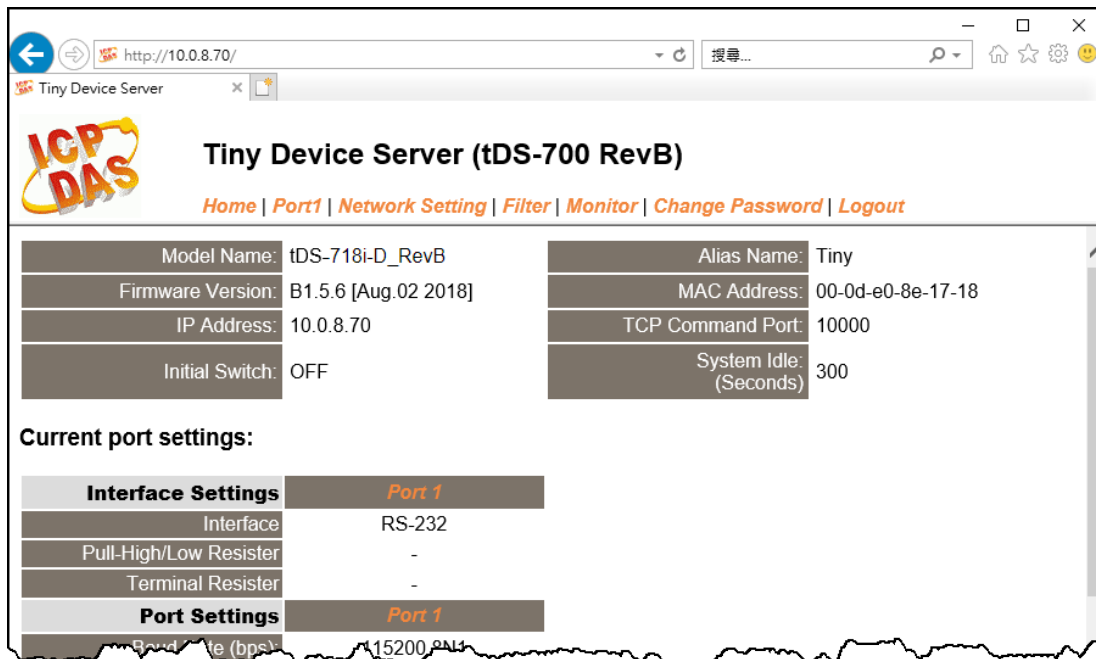 http://10.0.8.70/
搜尋...
Tiny Device Server
ICP DAS
Tiny Device Server (tDS-700 RevB)
Home | Port1 | Network Setting | Filter | Monitor | Change Password | Logout
Model Name: tDS-718i-D_RevB Alias Name: Tiny
Firmware Version: B1.5.6 [Aug.02 2018] MAC Address: 00-0d-e0-8e-17-18
IP Address: 10.0.8.70 TCP Command Port: 10000
Initial Switch: OFF System Idle: (Seconds) 300
Current port settings:
Interface Settings Port 1
Interface RS-232
Pull-High/Low Resister -
Terminal Resister -
Port Settings Port 1
(bps): 115200